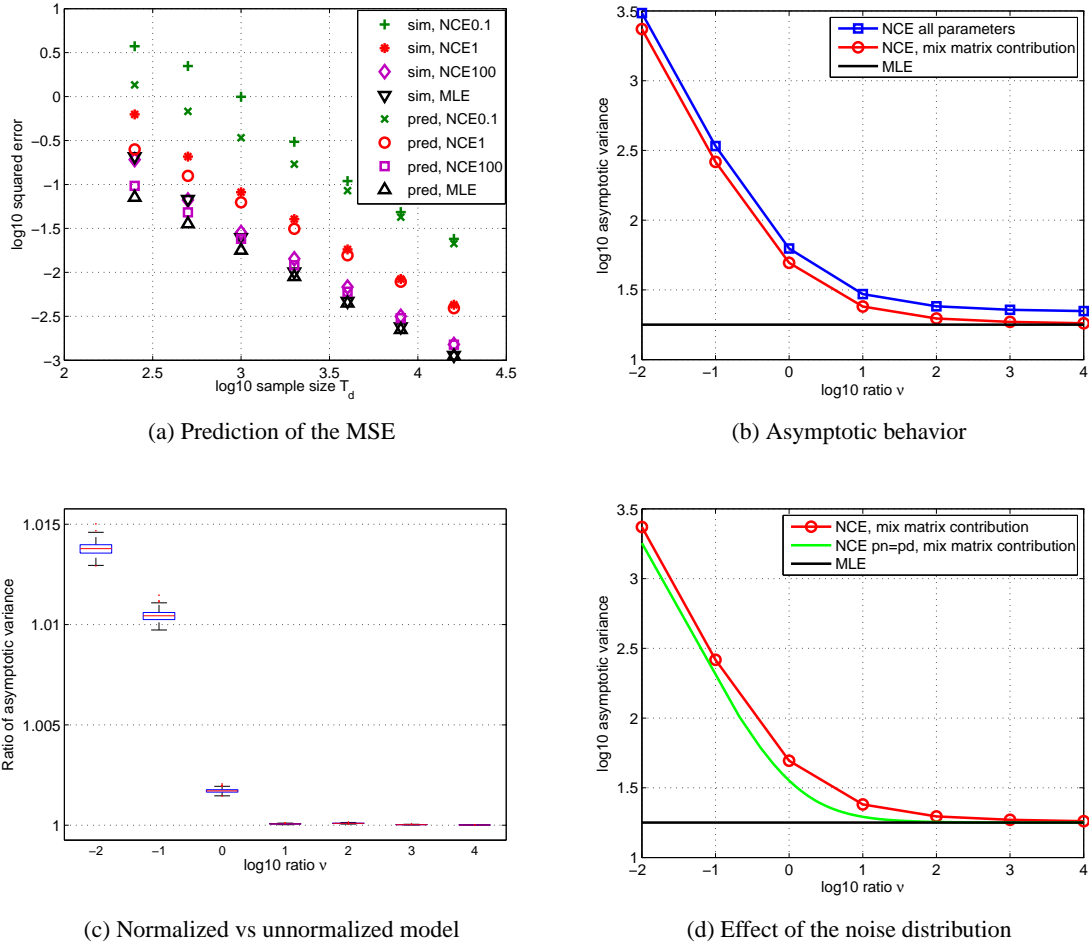 1
0.5
0
−0.5
−1
−1.5
−2
−2.5
−3
log10 squared error
2
2.5
3
3.5
4
4.5
log10 sample size T_d
sim, NCE0.1
sim, NCE1
sim, NCE100
sim, MLE
pred, NCE0.1
pred, NCE1
pred, NCE100
pred, MLE
(a) Prediction of the MSE
3.5
3
2.5
2
1.5
1
log10 asymptotic variance
−2
−1
0
1
2
3
4
log10 ratio ν
NCE all parameters
NCE, mix matrix contribution
MLE
(b) Asymptotic behavior
1.015
1.01
1.005
1
Ratio of asymptotic variance
−2
−1
0
1
2
3
4
log10 ratio ν
(c) Normalized vs unnormalized model
3.5
3
2.5
2
1.5
1
log10 asymptotic variance
−2
−1
0
1
2
3
4
log10 ratio ν
NCE, mix matrix contribution
NCE pn=pd, mix matrix contribution
MLE
(d) Effect of the noise distribution